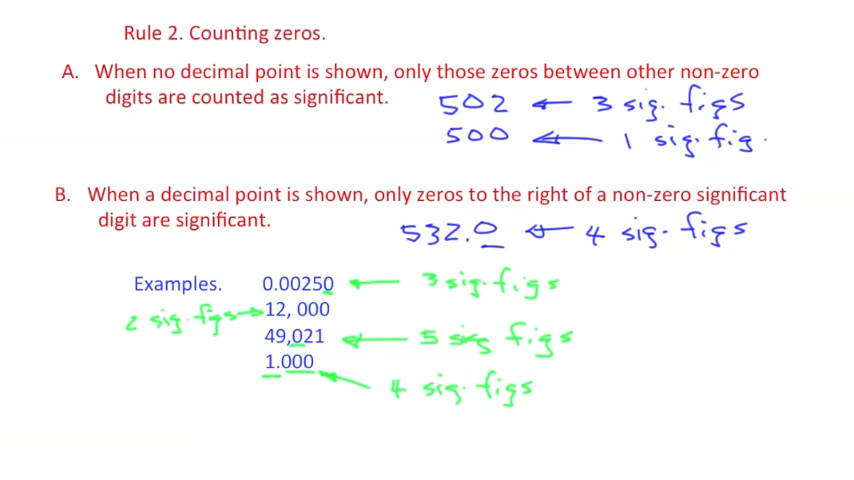 Rule 2. Counting zeros.
A. When no decimal point is shown, only those zeros between other non-zero
digits are counted as significant.
502 ← 3 sig. figs
500 ← 1 sig. fig.
B. When a decimal point is shown, only zeros to the right of a non-zero significant
digit are significant.
532.0 ← 4 sig. figs
Examples. 0.00250 ← 3 sig. figs
2 sig. figs → 12, 000
49,021 ← 5 sig figs
1.000
← 4 sig. figs